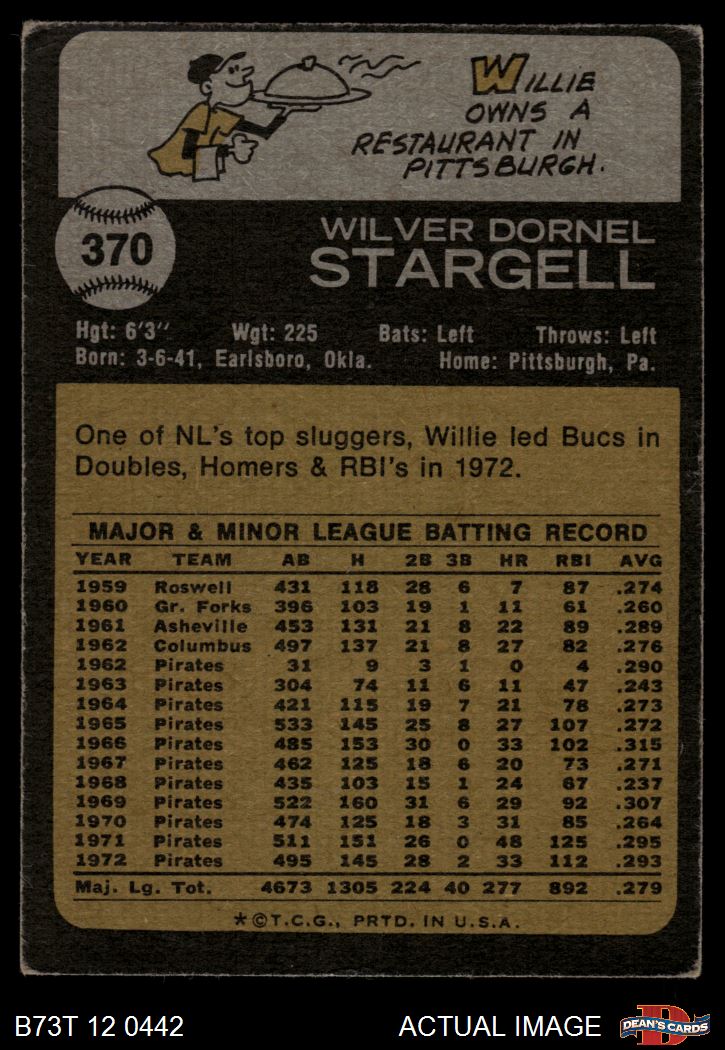 WILLIE
OWNS A
RESTAURANT IN
PITTSBURGH.
370
WILVER DORNEL
STARGELL
Hgt: 6'3" Wgt: 225 Bats: Left Throws: Left
Born: 3-6-41, Earlsboro, Okla. Home: Pittsburgh, Pa.
One of NL's top sluggers, Willie led Bucs in
Doubles, Homers & RBI's in 1972.
MAJOR & MINOR LEAGUE BATTING RECORD
YEAR TEAM AB H 2B 3B HR RBI AVG
1959 Roswell 431 118 28 6 7 87 .274
1960 Gr. Forks 396 103 19 1 11 61 .260
1961 Asheville 453 131 21 8 22 89 .289
1962 Columbus 497 137 21 8 27 82 .276
1962 Pirates 31 9 3 1 0 4 .290
1963 Pirates 304 74 11 6 11 47 .243
1964 Pirates 421 115 19 7 21 78 .273
1965 Pirates 533 145 25 8 27 107 .272
1966 Pirates 485 153 30 0 33 102 .315
1967 Pirates 462 125 18 6 20 73 .271
1968 Pirates 435 103 15 1 24 67 .237
1969 Pirates 522 160 31 6 29 92 .307
1970 Pirates 474 125 18 3 31 85 .264
1971 Pirates 511 151 26 0 48 125 .295
1972 Pirates 495 145 28 2 33 112 .293
Maj. Lg. Tot. 4673 1305 224 40 277 892 .279
*©T.C.G., PRTD. IN U.S.A.
B73T 12 0442 ACTUAL IMAGE D DEAN'S CARDS